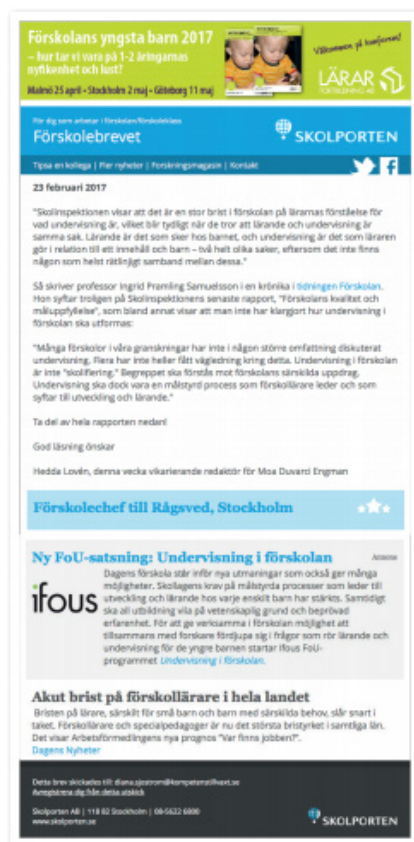 Förskolans yngsta barn 2017
– hur tar vi vara på 1-2 åringarnas
nyfikenhet och lust?
Välkommen på konferens!
Malmö 25 april • Stockholm 2 maj • Göteborg 11 maj
LÄRAR
FORTBILDNING AB
För dig som arbetar i förskolan/förskoleklass
Förskolebrevet
SKOLPORTEN
Tipsa en kollega | Fler nyheter | Forskningsmagasin | Kontakt
23 februari 2017
"Skolinspektionen visar att det är en stor brist i förskolan på lärarnas förståelse för
vad undervisning är, vilket blir tydligt när de tror att lärande och undervisning är
samma sak. Lärande är det som sker hos barnet, och undervisning är det som läraren
gör i relation till ett innehåll och barn – två helt olika saker, eftersom det inte finns
någon som helst rätlinjigt samband mellan dessa."
Så skriver professor Ingrid Pramling Samuelsson i en krönika i tidningen Förskolan.
Hon syftar troligen på Skolinspektionens senaste rapport, "Förskolans kvalitet och
måluppfyllelse", som bland annat visar att man inte har klargjort hur undervisning i
förskolan ska utformas:
"Många förskolor i våra granskningar har inte i någon större omfattning diskuterat
undervisning. Flera har inte heller fått vägledning kring detta. Undervisning i förskolan
är inte "skolifiering." Begreppet ska förstås mot förskolans särskilda uppdrag.
Undervisning ska dock vara en målstyrd process som förskollärare leder och som
syftar till utveckling och lärande."
Ta del av hela rapporten nedan!
God läsning önskar
Hedda Lovén, denna vecka vikarierande redaktör för Moa Duvarci Engman
Förskolechef till Rågsved, Stockholm
Ny FoU-satsning: Undervisning i förskolan
Annons
ifous
Dagens förskola står inför nya utmaningar som också ger många
möjligheter. Skollagens krav på målstyrda processer som leder till
utveckling och lärande hos varje enskilt barn har stärkts. Samtidigt
ska all utbildning vila på vetenskaplig grund och beprövad
erfarenhet. För att ge verksamma i förskolan möjlighet att
tillsammans med forskare fördjupa sig i frågor som rör lärande och
undervisning för de yngre barnen startar Ifous FoU-
programmet Undervisning i förskolan.
Akut brist på förskollärare i hela landet
Bristen på lärare, särskilt för små barn och barn med särskilda behov, slår snart i
taket. Förskollärare och specialpedagoger är nu det största bristyrket i samtliga län.
Det visar Arbetsförmedlingens nya prognos "Var finns jobben?".
Dagens Nyheter
Detta brev skickades till: diana.sjostrom@kompetenstillvaxt.se
Avregistrera dig från detta utskick
Skolporten AB | 118 82 Stockholm | 08-5622 6800
www.skolporten.se
SKOLPORTEN